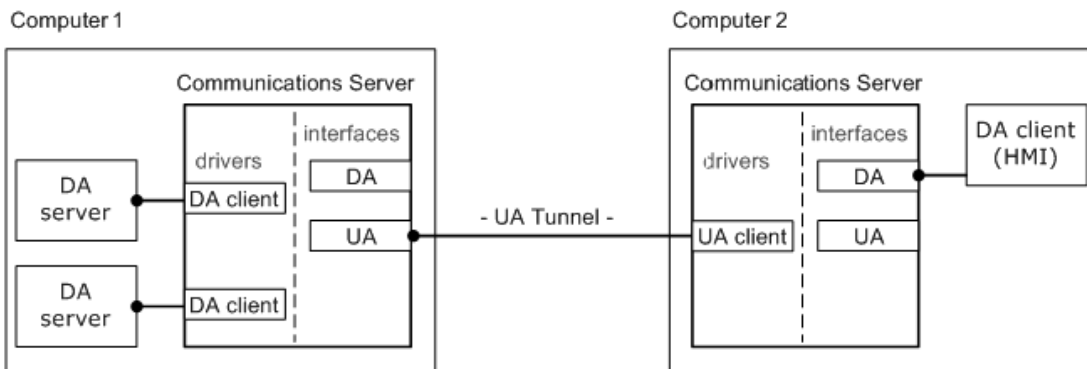 Computer 1
Computer 2
Communications Server
Communications Server
interfaces
interfaces
drivers
drivers
DA client
(HMI)
DA
server
DA client
DA
DA
UA
- UA Tunnel -
UA client
UA
DA
server
DA client